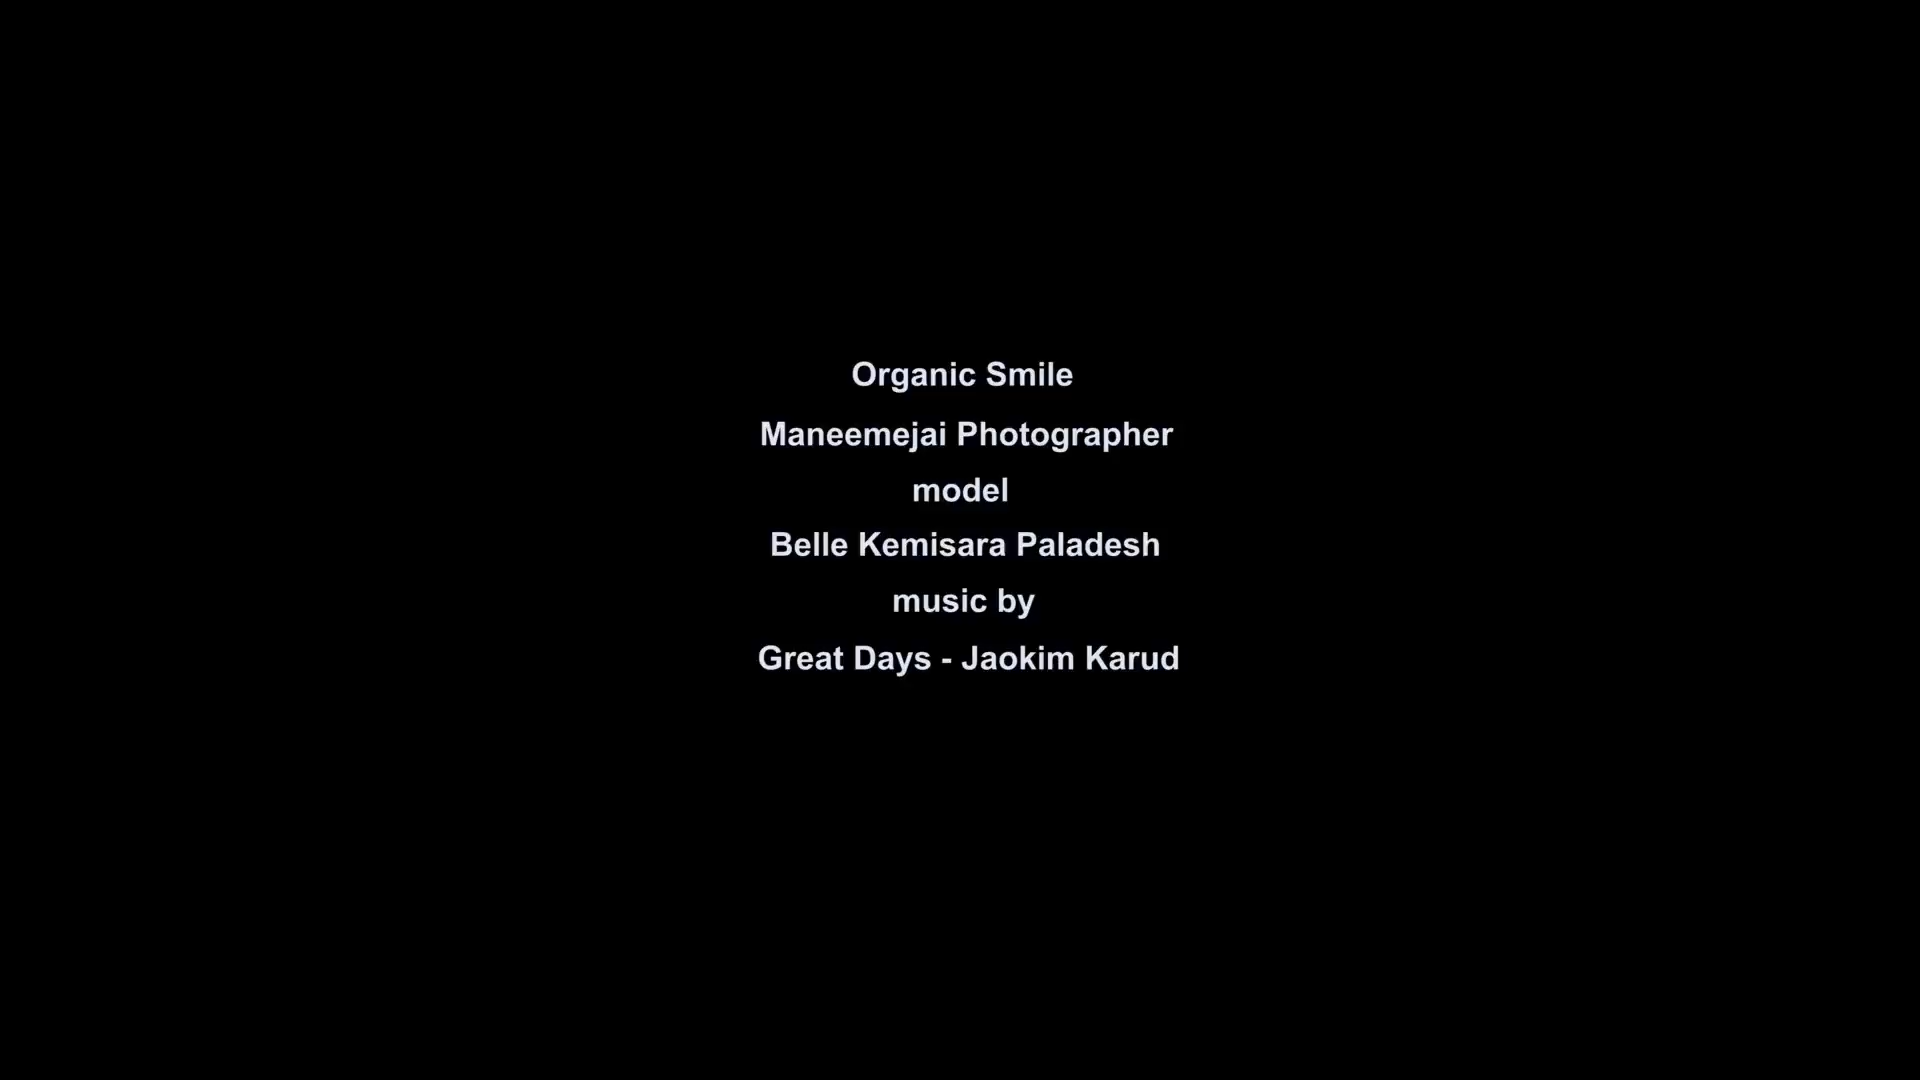 Organic Smile
Maneemejai Photographer
model
Belle Kemisara Paladesh
music by
Great Days - Jaokim Karud